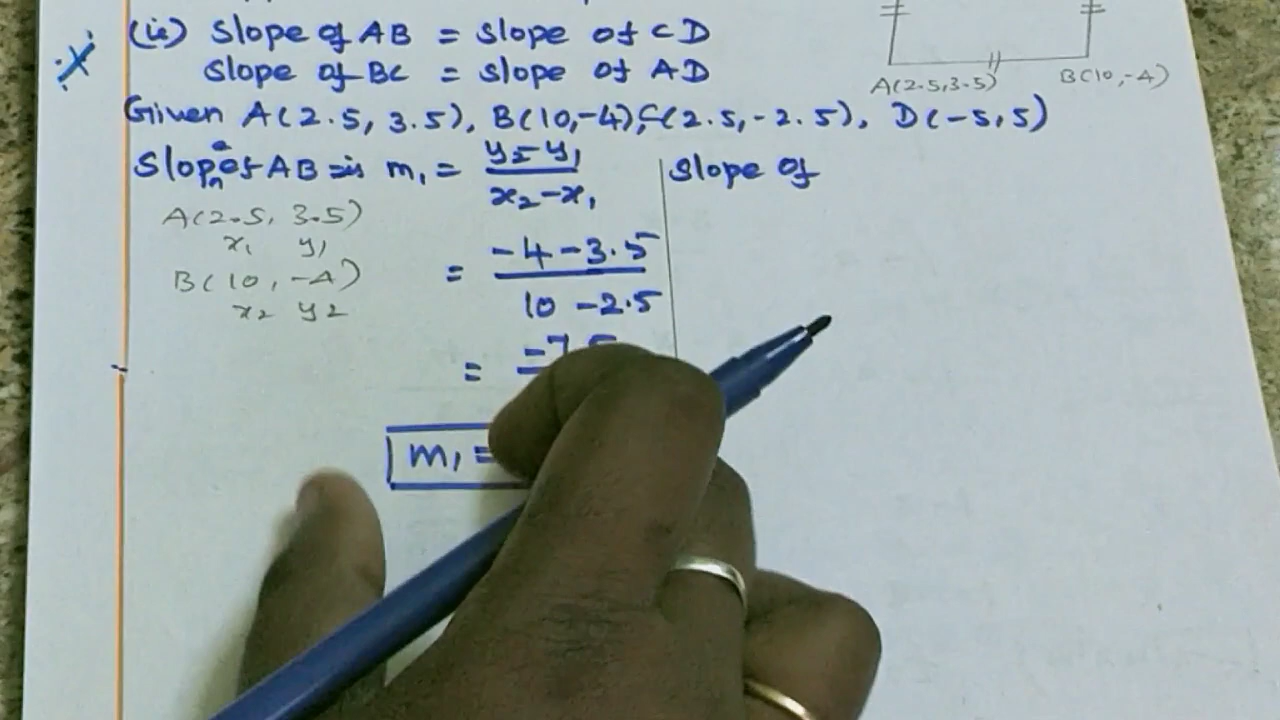 (ie) Slope of AB = Slope of CD
Slope of BC = Slope of AD
A(2.5,3.5) B(10,-4)
Given A(2.5, 3.5), B(10,-4), C(2.5,-2.5), D(-5,5)
Slope of AB is m₁ = y₂-y₁ / x₂-x₁
Slope of
A(2.5, 3.5)
x₁ y₁
B(10, -4)
x₂ y₂
= -4-3.5 / 10-2.5
= -7.5
m₁ =